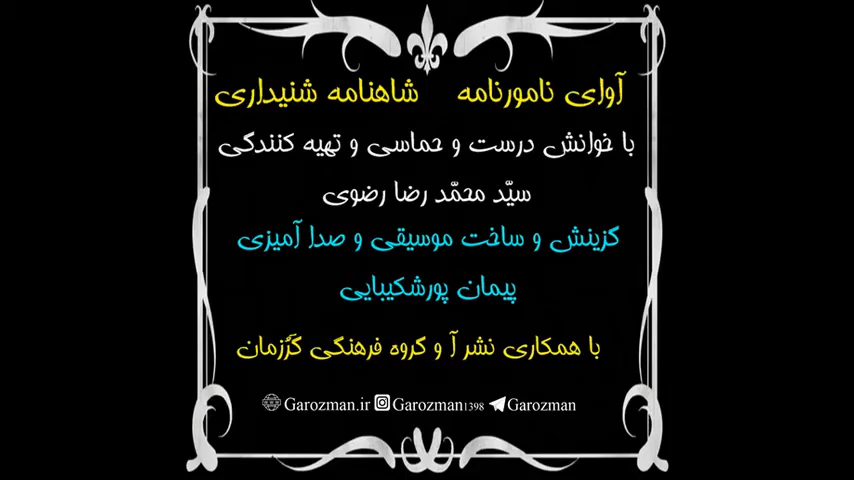 آوای نامورنامه شاهنامه شنیداری
با خوانش درست و حماسی و تهیه کنندگی
سیّد محمّد رضا رضوی
گزینش و ساخت موسیقی و صدا آمیزی
پیمان پورشکیبایی
با همکاری نشر آ و گروه فرهنگی گَرُزمان
Garozman.ir Garozman1398 Garozman